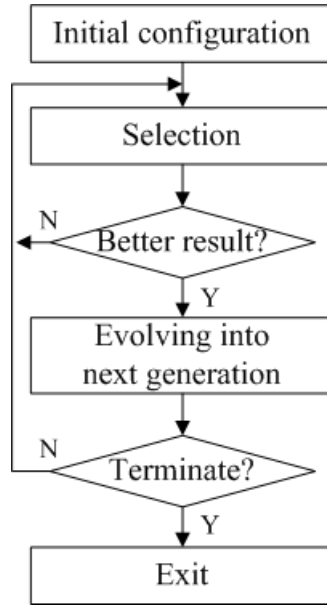 Initial configuration
Selection
N
Better result?
Y
Evolving into
next generation
N
Terminate?
Y
Exit